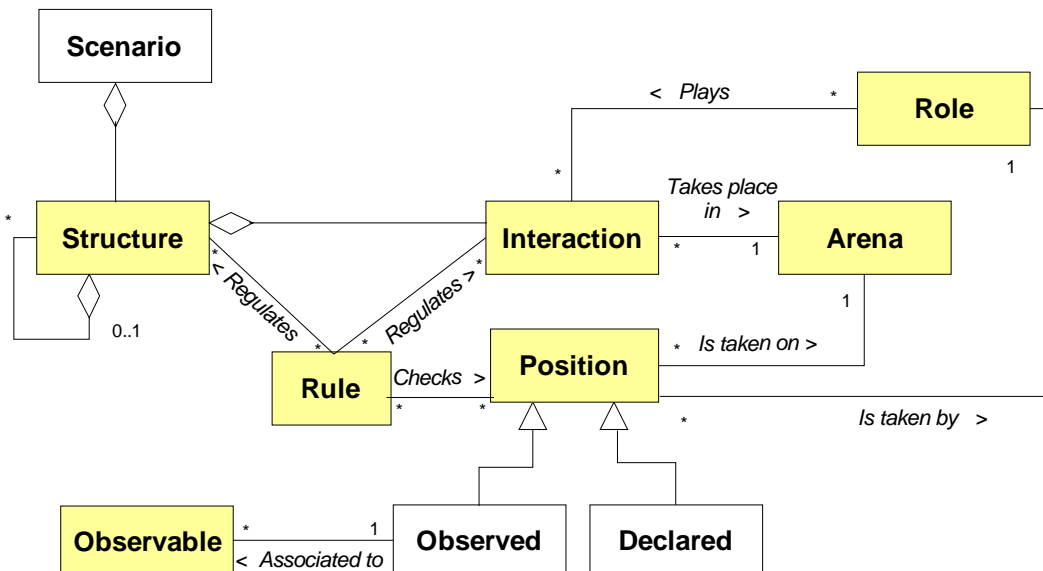 Scenario
< Plays
*
Role
*
1
Takes place
in >
*
Structure
*
Interaction
*
1
Arena
*
< Regulates
*
Regulates >
1
0..1
*
*
*
Is taken on >
Position
Rule
Checks >
*
*
*
Is taken by >
Observable
*
1
Observed
Declared
< Associated to